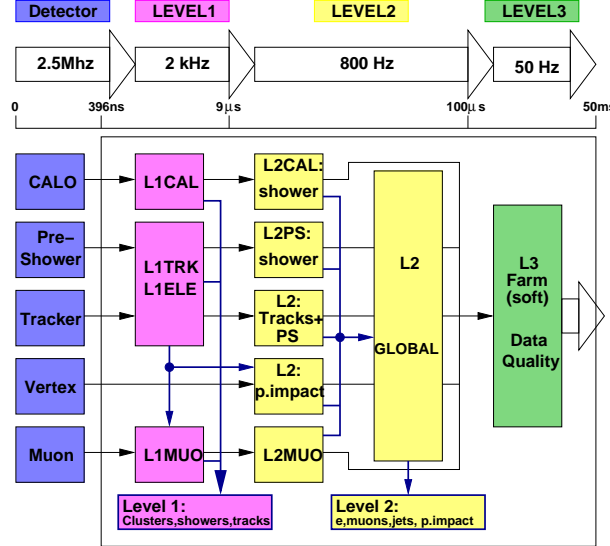 Detector LEVEL1 LEVEL2 LEVEL3
2.5Mhz 2 kHz 800 Hz 50 Hz
0 396ns 9μs 100μs 50ms
CALO L1CAL L2CAL:
shower
Pre-
Shower
L1TRK
L1ELE
L2PS:
shower
L2
GLOBAL
L3
Farm
(soft)
Data
Quality
Tracker L2:
Tracks+
PS
Vertex L2:
p.impact
Muon L1MUO L2MUO
Level 1:
Clusters,showers,tracks
Level 2:
e,muons,jets, p.impact